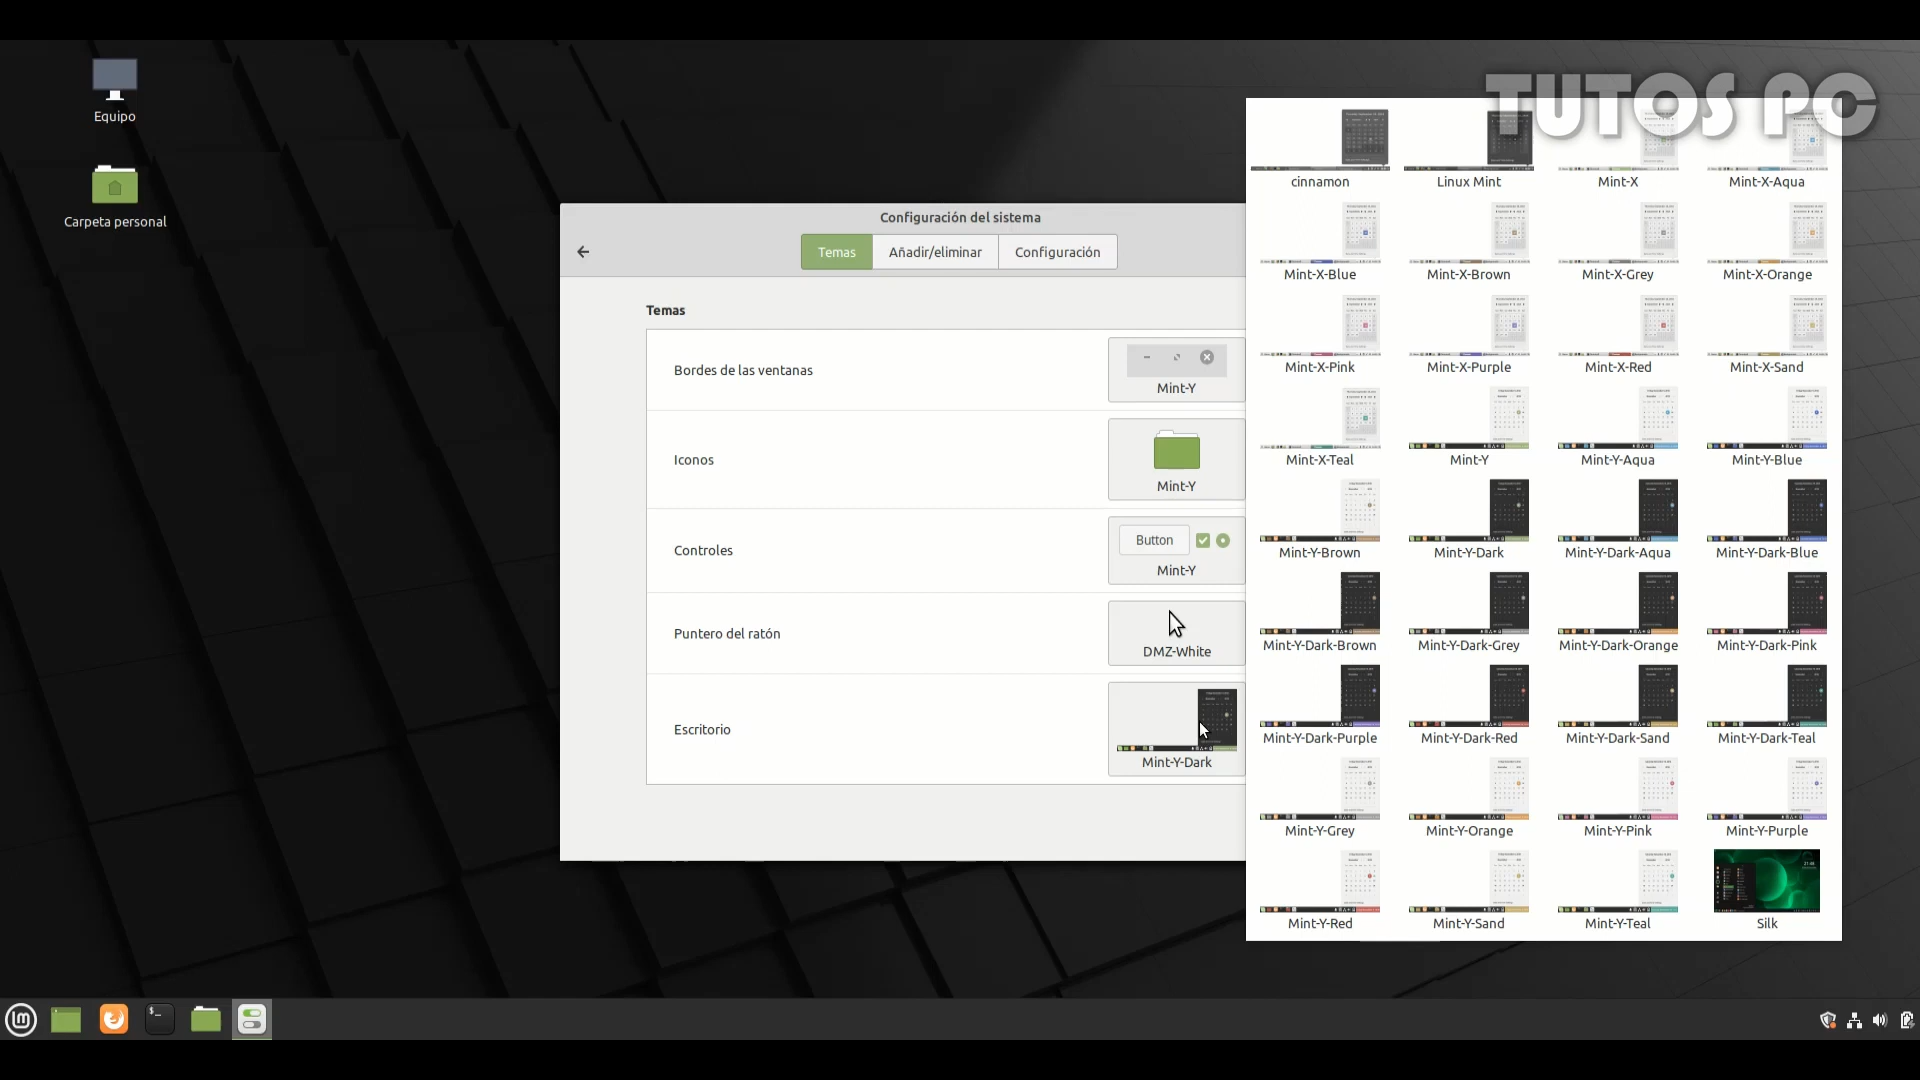 TUTOS PC
Equipo
Carpeta personal
Configuración del sistema
Temas
Añadir/eliminar
Configuración
Temas
Bordes de las ventanas
Mint-Y
Iconos
Mint-Y
Controles
Button
Mint-Y
Puntero del ratón
DMZ-White
Escritorio
Mint-Y-Dark
cinnamon
Linux Mint
Mint-X
Mint-X-Aqua
Mint-X-Blue
Mint-X-Brown
Mint-X-Grey
Mint-X-Orange
Mint-X-Pink
Mint-X-Purple
Mint-X-Red
Mint-X-Sand
Mint-X-Teal
Mint-Y
Mint-Y-Aqua
Mint-Y-Blue
Mint-Y-Brown
Mint-Y-Dark
Mint-Y-Dark-Aqua
Mint-Y-Dark-Blue
Mint-Y-Dark-Brown
Mint-Y-Dark-Grey
Mint-Y-Dark-Orange
Mint-Y-Dark-Pink
Mint-Y-Dark-Purple
Mint-Y-Dark-Red
Mint-Y-Dark-Sand
Mint-Y-Dark-Teal
Mint-Y-Grey
Mint-Y-Orange
Mint-Y-Pink
Mint-Y-Purple
Mint-Y-Red
Mint-Y-Sand
Mint-Y-Teal
Silk